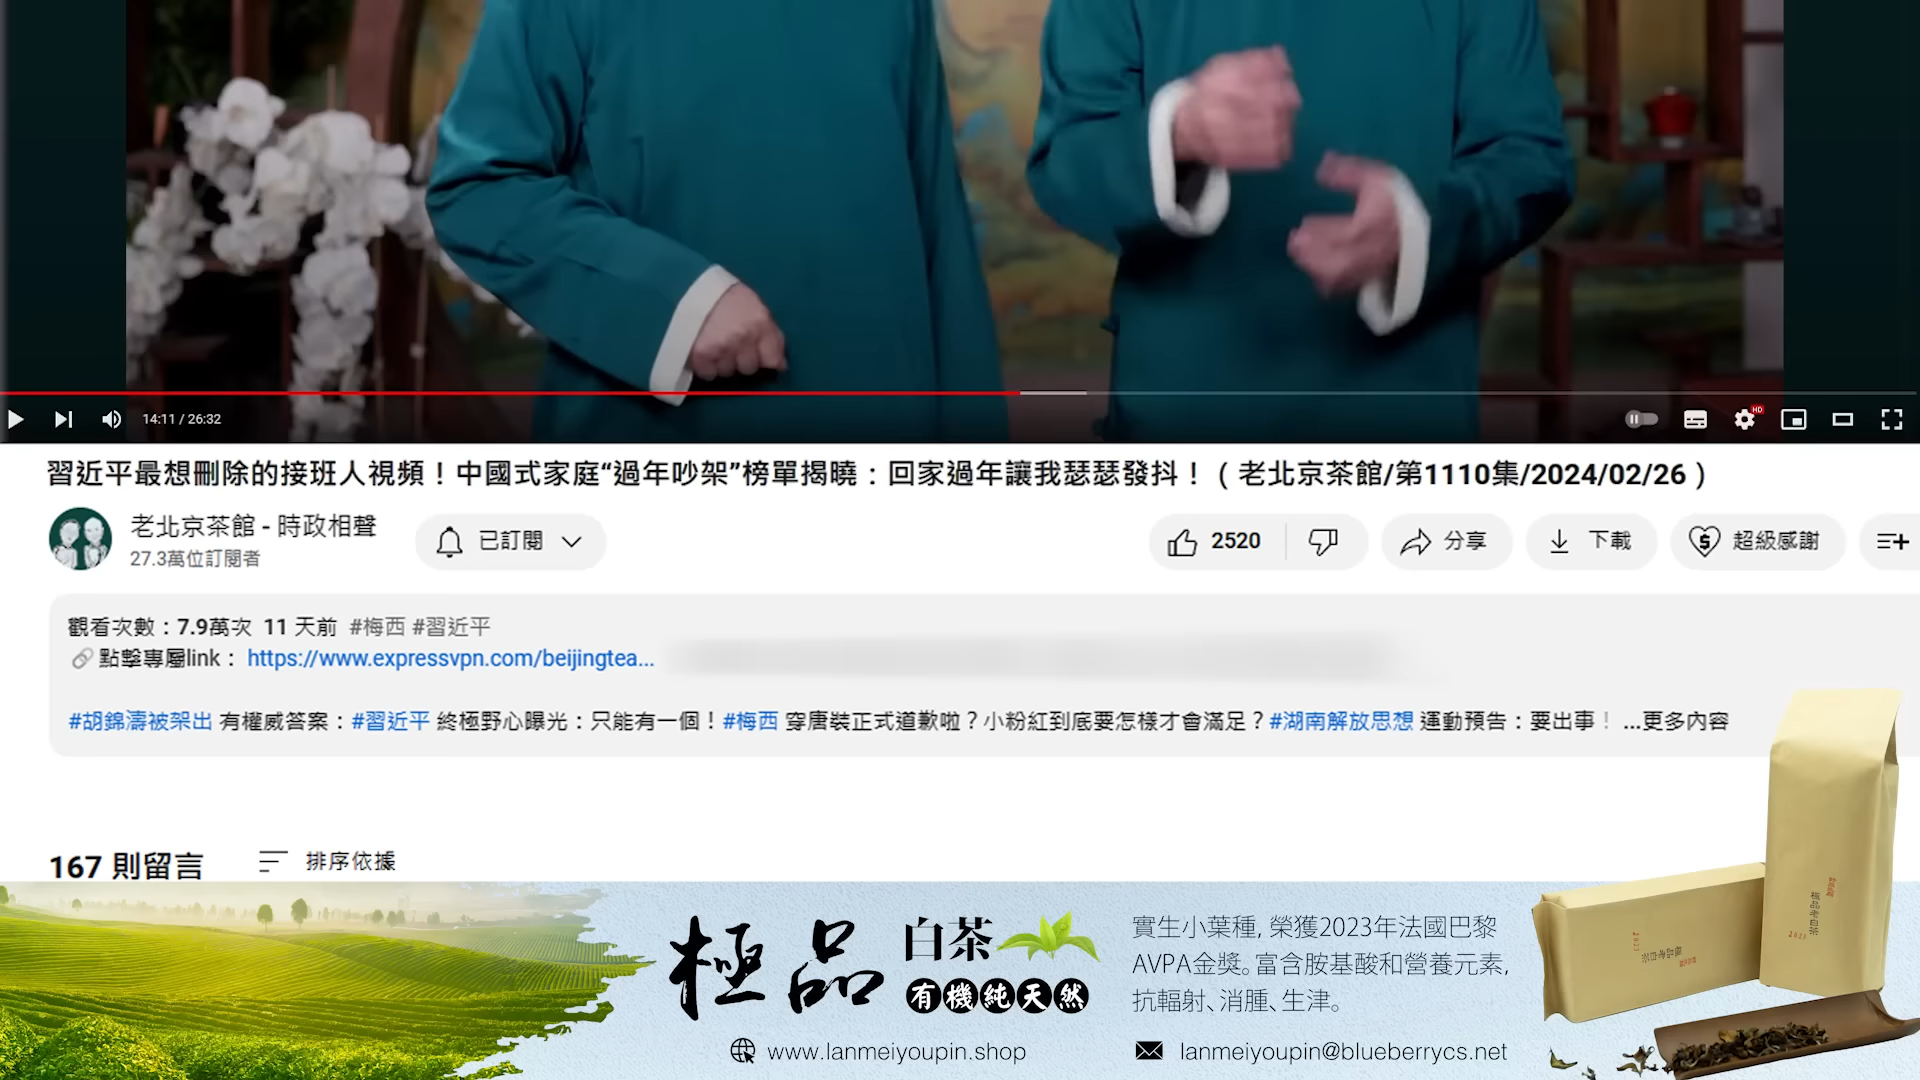 14:11 / 26:32
HD
習近平最想刪除的接班人視頻！中國式家庭“過年吵架”榜單揭曉：回家過年讓我瑟瑟發抖！（老北京茶館/第1110集/2024/02/26）
老北京茶館 - 時政相聲
27.3萬位訂閱者
已訂閱
2520
分享
下載
超級感謝
觀看次數：7.9萬次 11 天前 #梅西 #習近平
點擊專屬link： https://www.expressvpn.com/beijingtea...
#胡錦濤被架出 有權威答案：#習近平 終極野心曝光：只能有一個！#梅西 穿唐裝正式道歉啦？小粉紅到底要怎樣才會滿足？#湖南解放思想 運動預告：要出事！ ...更多內容
167 則留言
排序依據
極品
白茶
有機純天然
實生小葉種, 榮獲2023年法國巴黎
AVPA金獎。富含胺基酸和營養元素,
抗輻射、消腫、生津。
www.lanmeiyoupin.shop
lanmeiyoupin@blueberrycs.net
極品老白茶
2023